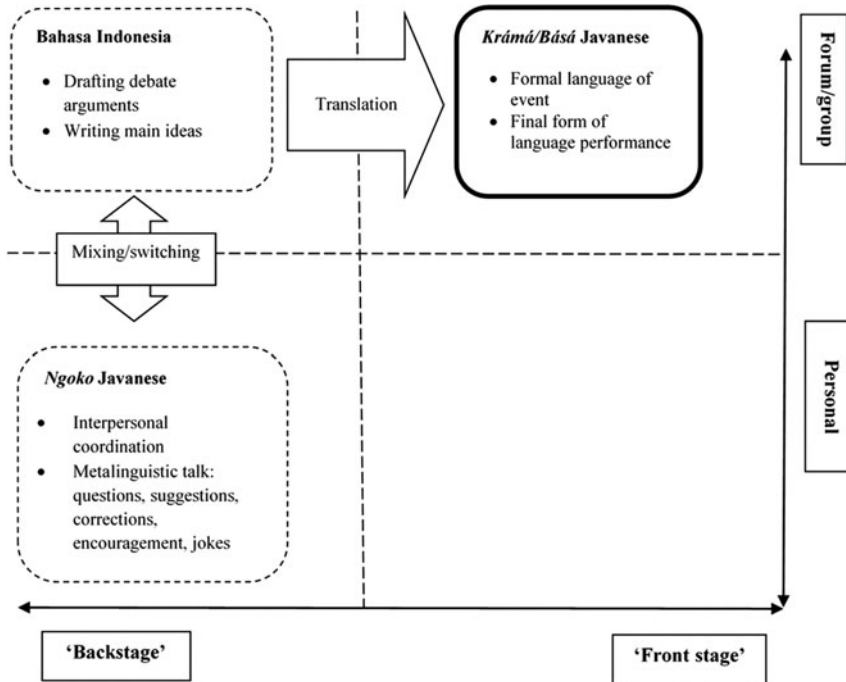 Bahasa Indonesia
• Drafting debate
arguments
• Writing main ideas
Translation
Krámá/Básá Javanese
• Formal language of
event
• Final form of
language performance
Forum/group
Mixing/switching
Ngoko Javanese
• Interpersonal
coordination
• Metalinguistic talk:
questions, suggestions,
corrections,
encouragement, jokes
Personal
‘Backstage’
‘Front stage’